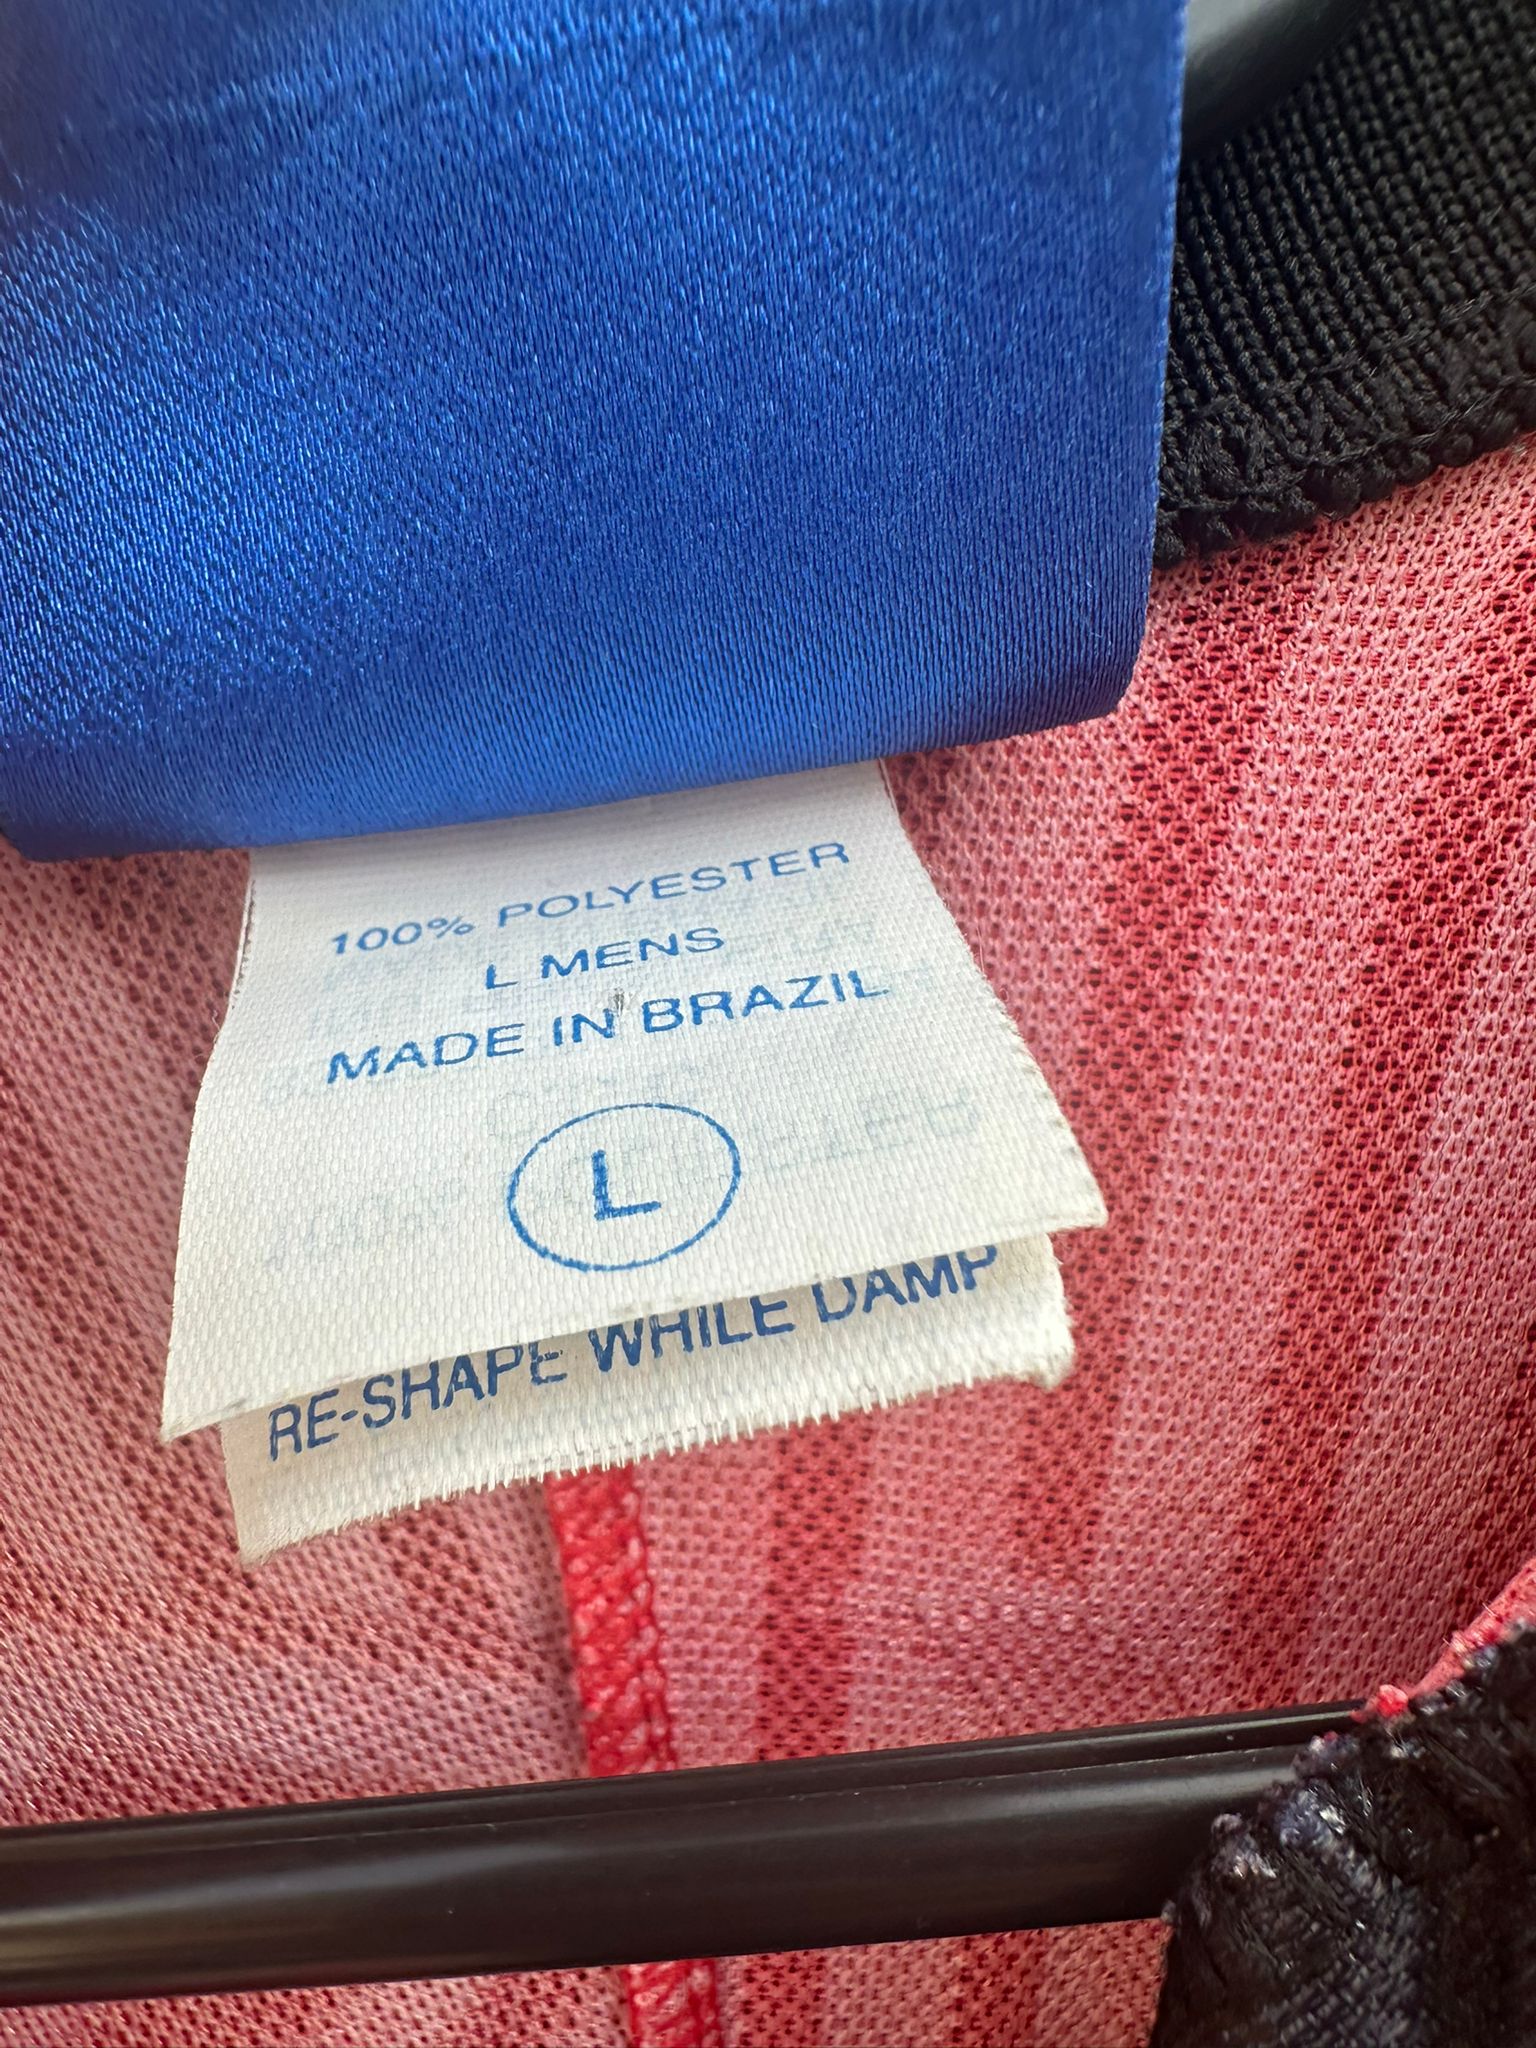 100% POLYESTER
L MENS
MADE IN BRAZIL
L
RE-SHAPE WHILE DAMP